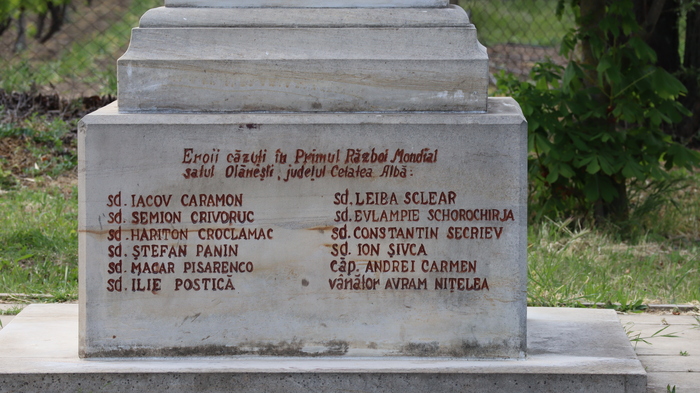 Eroii căzuți în Primul Război Mondial
satul Olănești, județul Cetatea Albă:
sd. IACOV CARAMON
sd. SEMION CRIVORUC
sd. HARITON CROCLAMAC
sd. ȘTEFAN PANIN
sd. MACAR PISARENCO
sd. ILIE POSTICĂ
sd. LEIBA SCLEAR
sd. EVLAMPIE SCHOROCHIRJA
sd. CONSTANTIN SECRIEV
sd. ION ȘIVCA
căp. ANDREI CARMEN
vânător AVRAM NIȚELBA